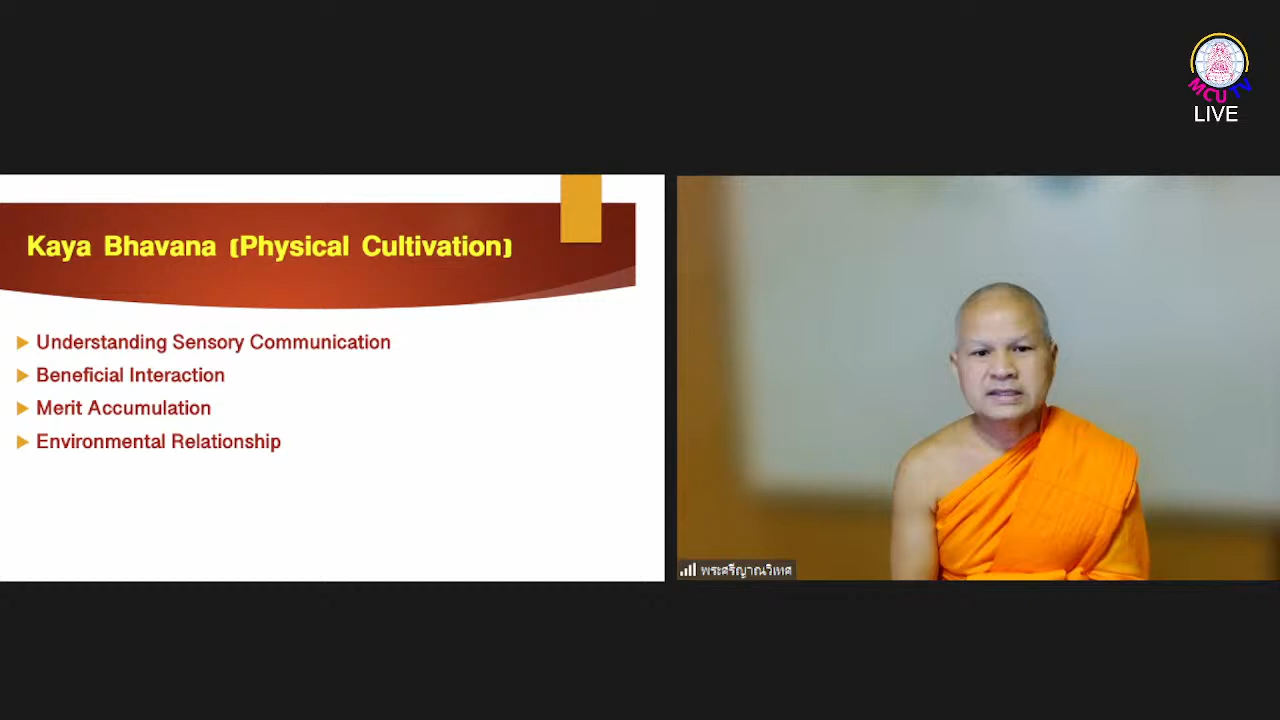 MCU TV
LIVE
Kaya Bhavana (Physical Cultivation)
Understanding Sensory Communication
Beneficial Interaction
Merit Accumulation
Environmental Relationship
พระศรีญาณวิเทศ